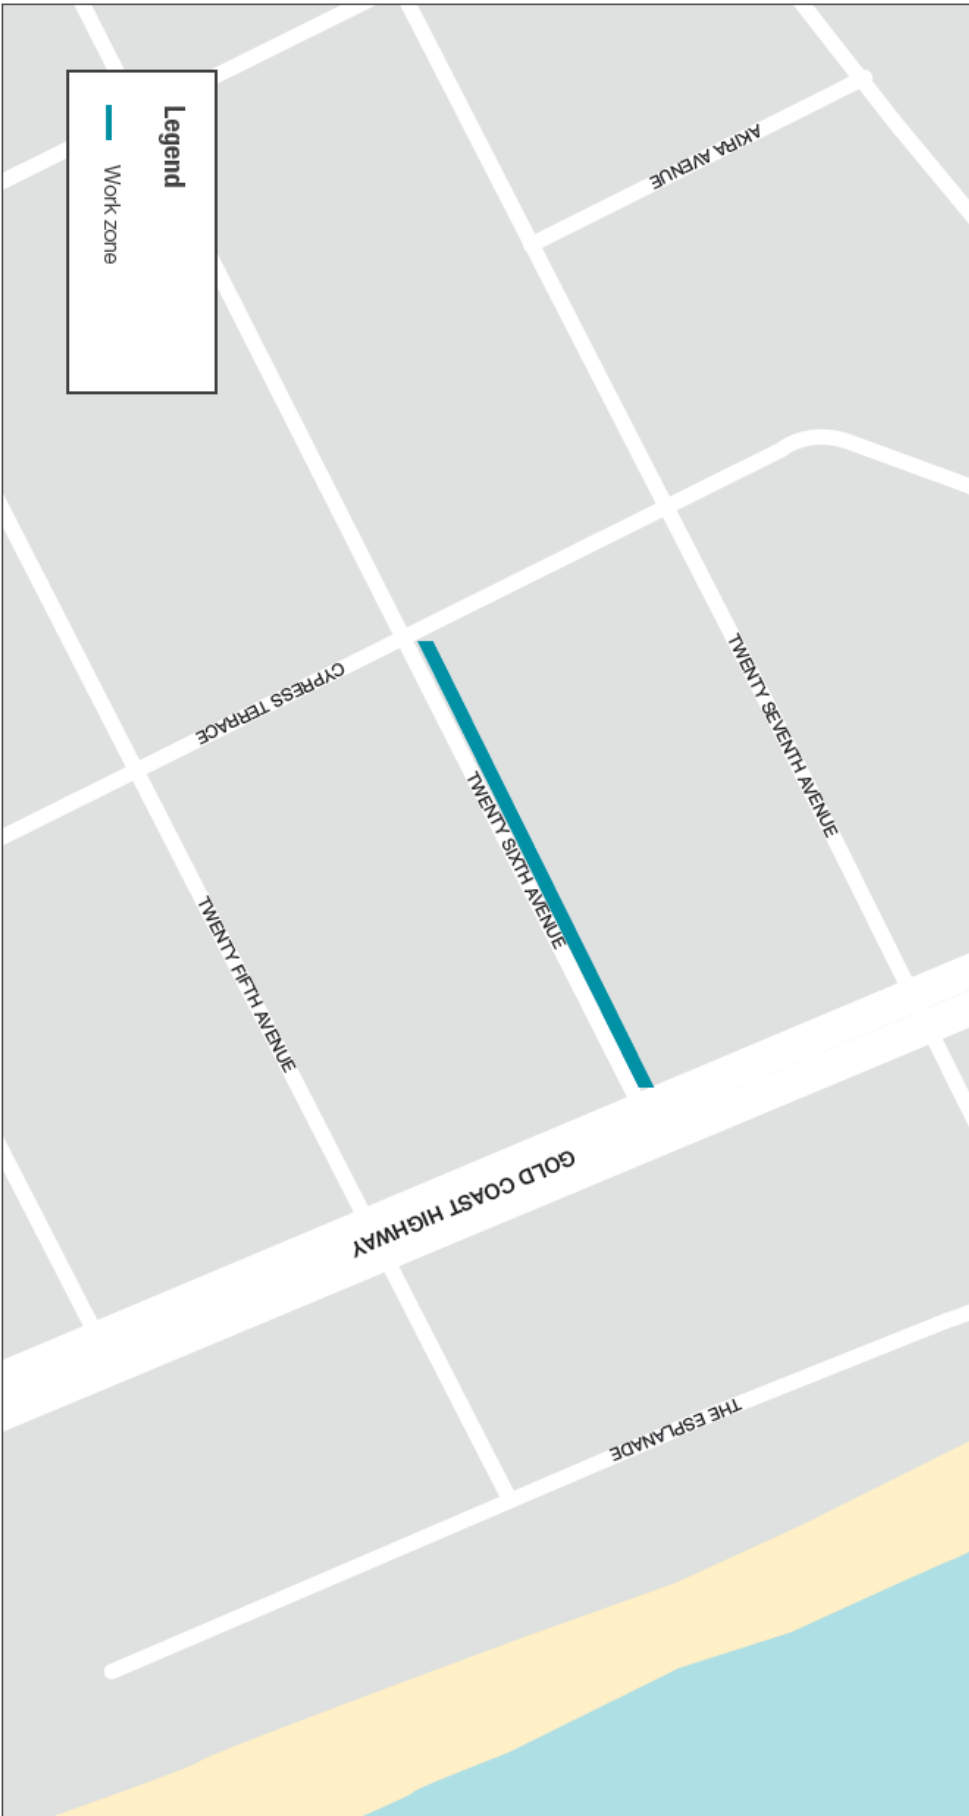 Legend
Work zone
AKIRA AVENUE
CYPRESS TERRACE
TWENTY SEVENTH AVENUE
TWENTY SIXTH AVENUE
TWENTY FIFTH AVENUE
GOLD COAST HIGHWAY
THE ESPLANADE